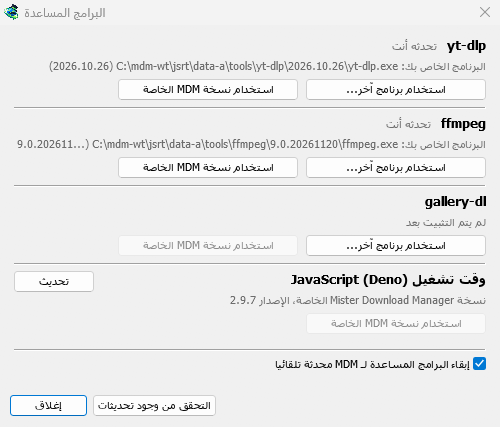 البرامج المساعدة
yt-dlp تحدثه أنت
البرنامج الخاص بك: C:\mdm-wt\jsrt\data-a\tools\yt-dlp\2026.10.26\yt-dlp.exe (2026.10.26)
استخدام برنامج آخر...
استخدام نسخة MDM الخاصة
ffmpeg تحدثه أنت
البرنامج الخاص بك: C:\mdm-wt\jsrt\data-a\tools\ffmpeg\9.0.20261120\ffmpeg.exe (9.0.202611...)
استخدام برنامج آخر...
استخدام نسخة MDM الخاصة
gallery-dl
لم يتم التثبيت بعد
استخدام برنامج آخر...
استخدام نسخة MDM الخاصة
وقت تشغيل JavaScript (Deno)
تحديث
نسخة Mister Download Manager الخاصة، الإصدار 2.9.7
استخدام نسخة MDM الخاصة
إبقاء البرامج المساعدة لـ MDM محدثة تلقائيا
التحقق من وجود تحديثات
إغلاق